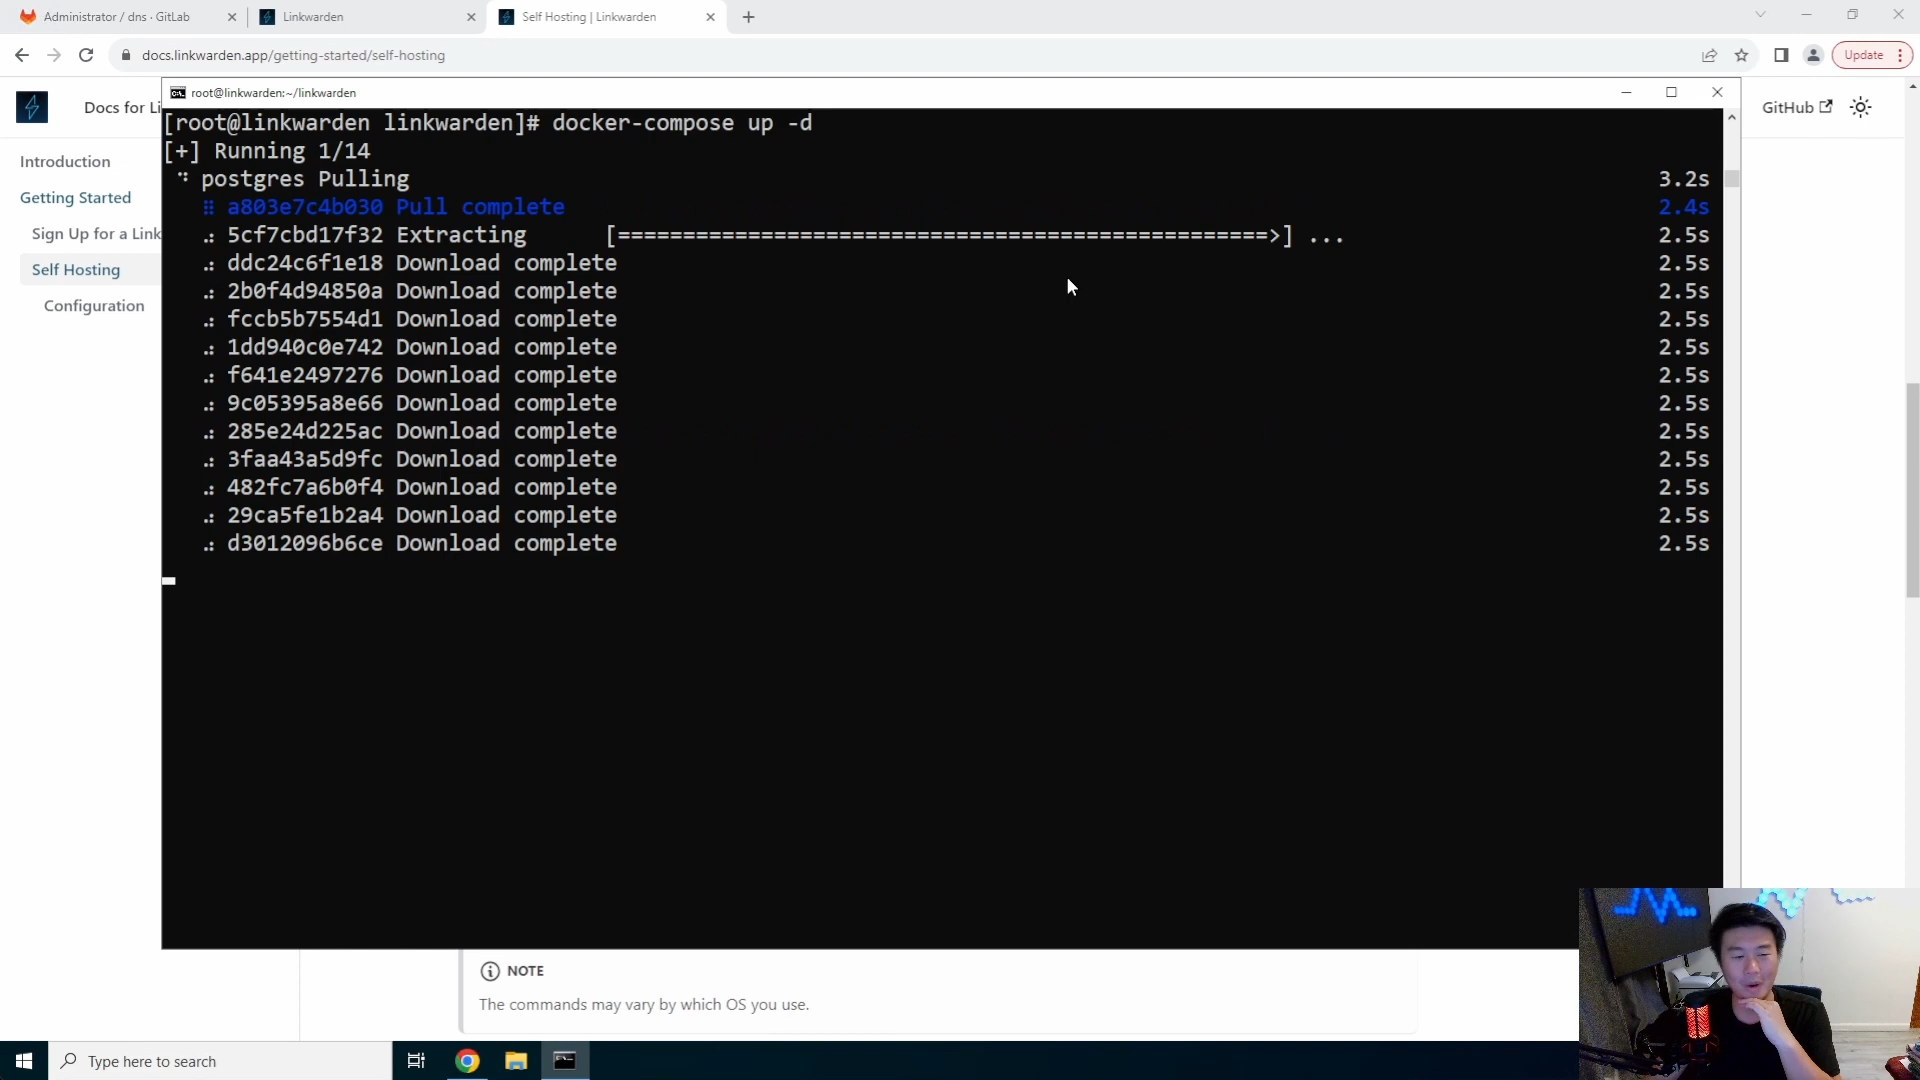 Administrator / dns · GitLab
Linkwarden
Self Hosting | Linkwarden
docs.linkwarden.app/getting-started/self-hosting
Update
root@linkwarden:~/linkwarden
Docs for Li
GitHub
Introduction
Getting Started
Sign Up for a Link
Self Hosting
Configuration
[root@linkwarden linkwarden]# docker-compose up -d
[+] Running 1/14
postgres Pulling 3.2s
a803e7c4b030 Pull complete 2.4s
5cf7cbd17f32 Extracting [==================================================>] ... 2.5s
ddc24c6f1e18 Download complete 2.5s
2b0f4d94850a Download complete 2.5s
fccb5b7554d1 Download complete 2.5s
1dd940c0e742 Download complete 2.5s
f641e2497276 Download complete 2.5s
9c05395a8e66 Download complete 2.5s
285e24d225ac Download complete 2.5s
3faa43a5d9fc Download complete 2.5s
482fc7a6b0f4 Download complete 2.5s
29ca5fe1b2a4 Download complete 2.5s
d3012096b6ce Download complete 2.5s
NOTE
The commands may vary by which OS you use.
Type here to search